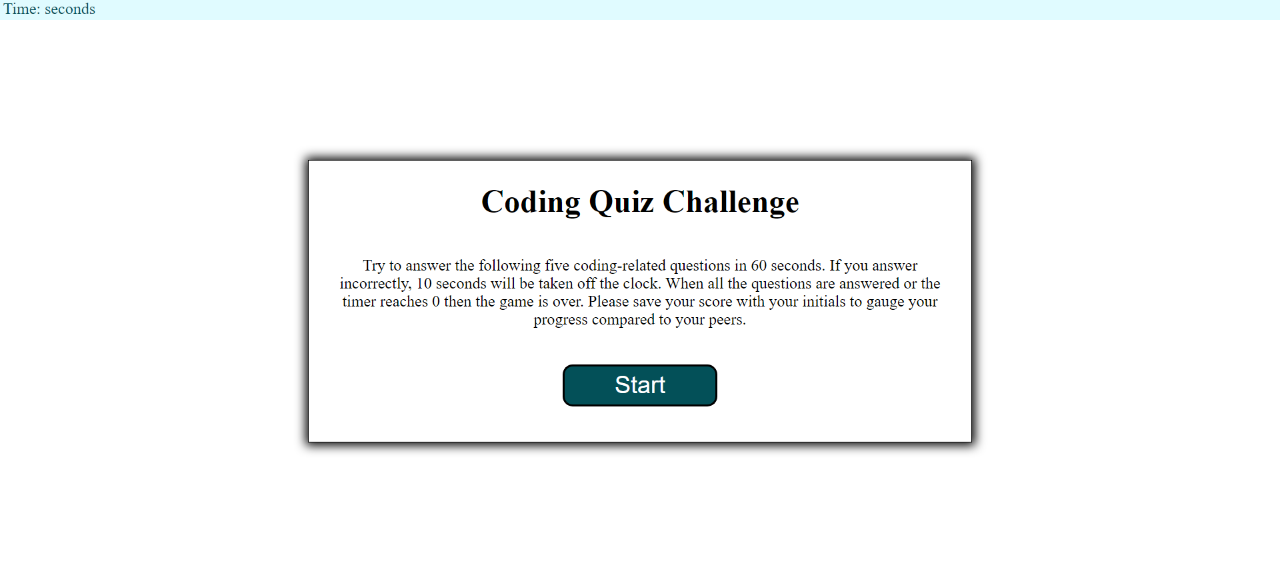 Time: seconds
Coding Quiz Challenge
Try to answer the following five coding-related questions in 60 seconds. If you answer
incorrectly, 10 seconds will be taken off the clock. When all the questions are answered or the
timer reaches 0 then the game is over. Please save your score with your initials to gauge your
progress compared to your peers.
Start